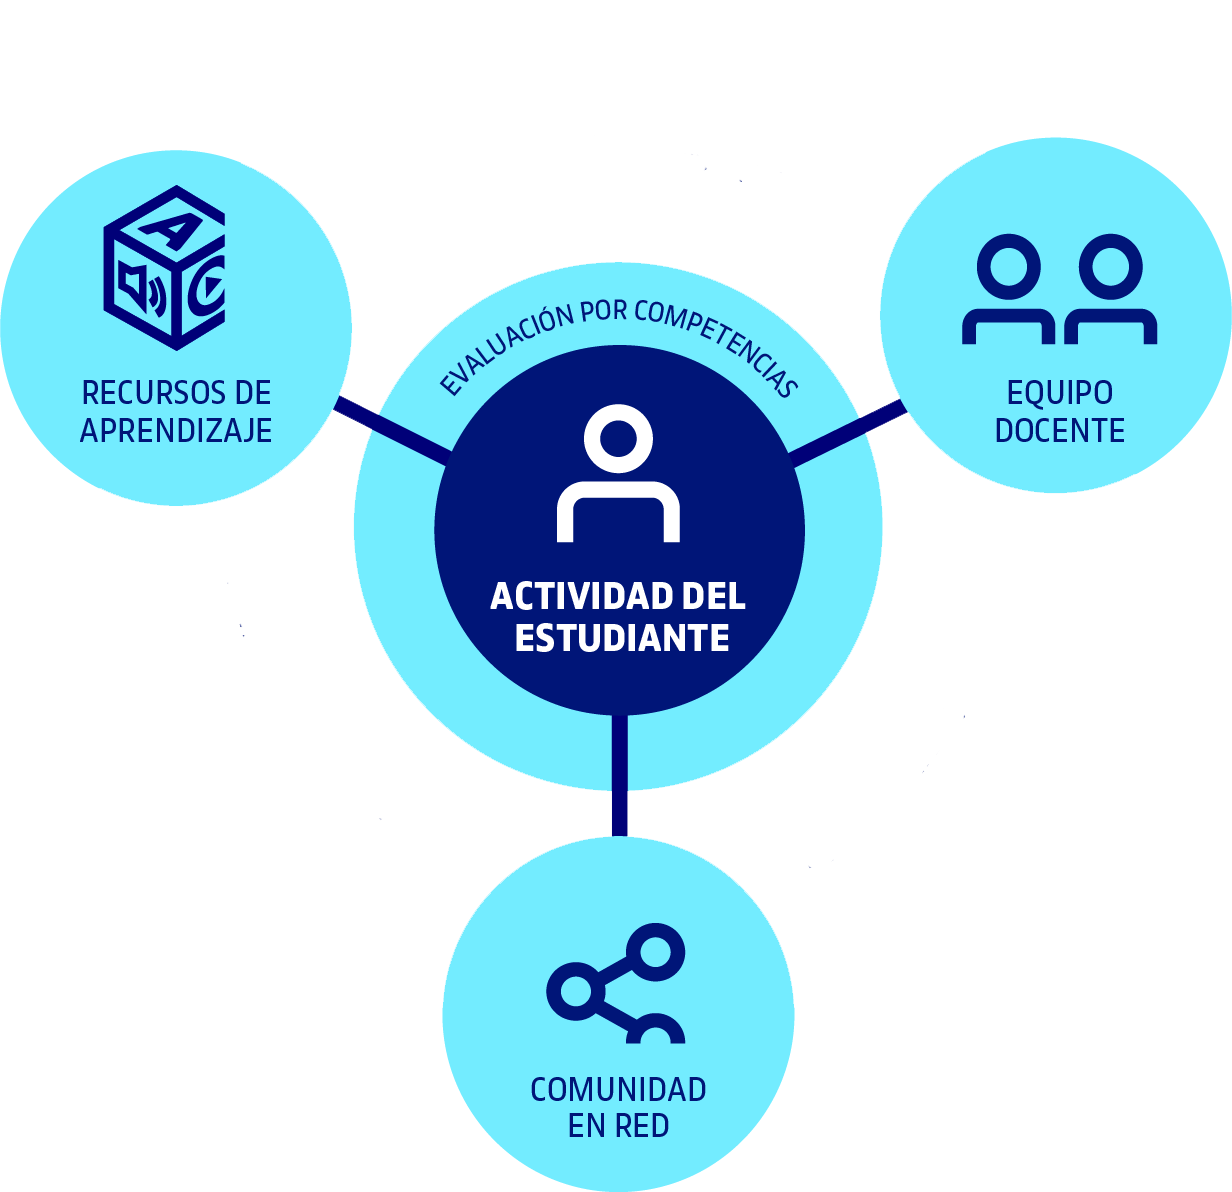 RECURSOS DE
APRENDIZAJE
EQUIPO
DOCENTE
EVALUACIÓN POR COMPETENCIAS
ACTIVIDAD DEL
ESTUDIANTE
COMUNIDAD
EN RED